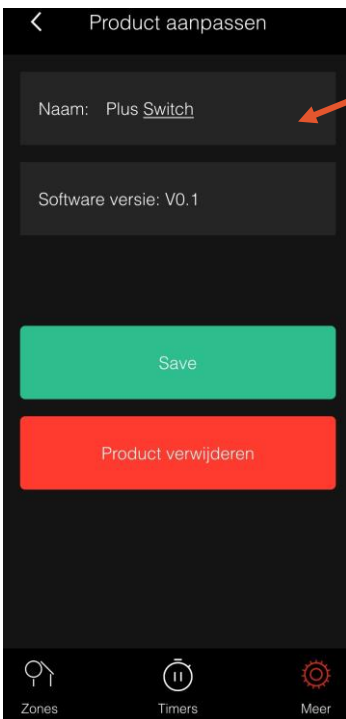 Product aanpassen
Naam: Plus Switch
Software versie: V0.1
Save
Product verwijderen
Zones Timers Meer